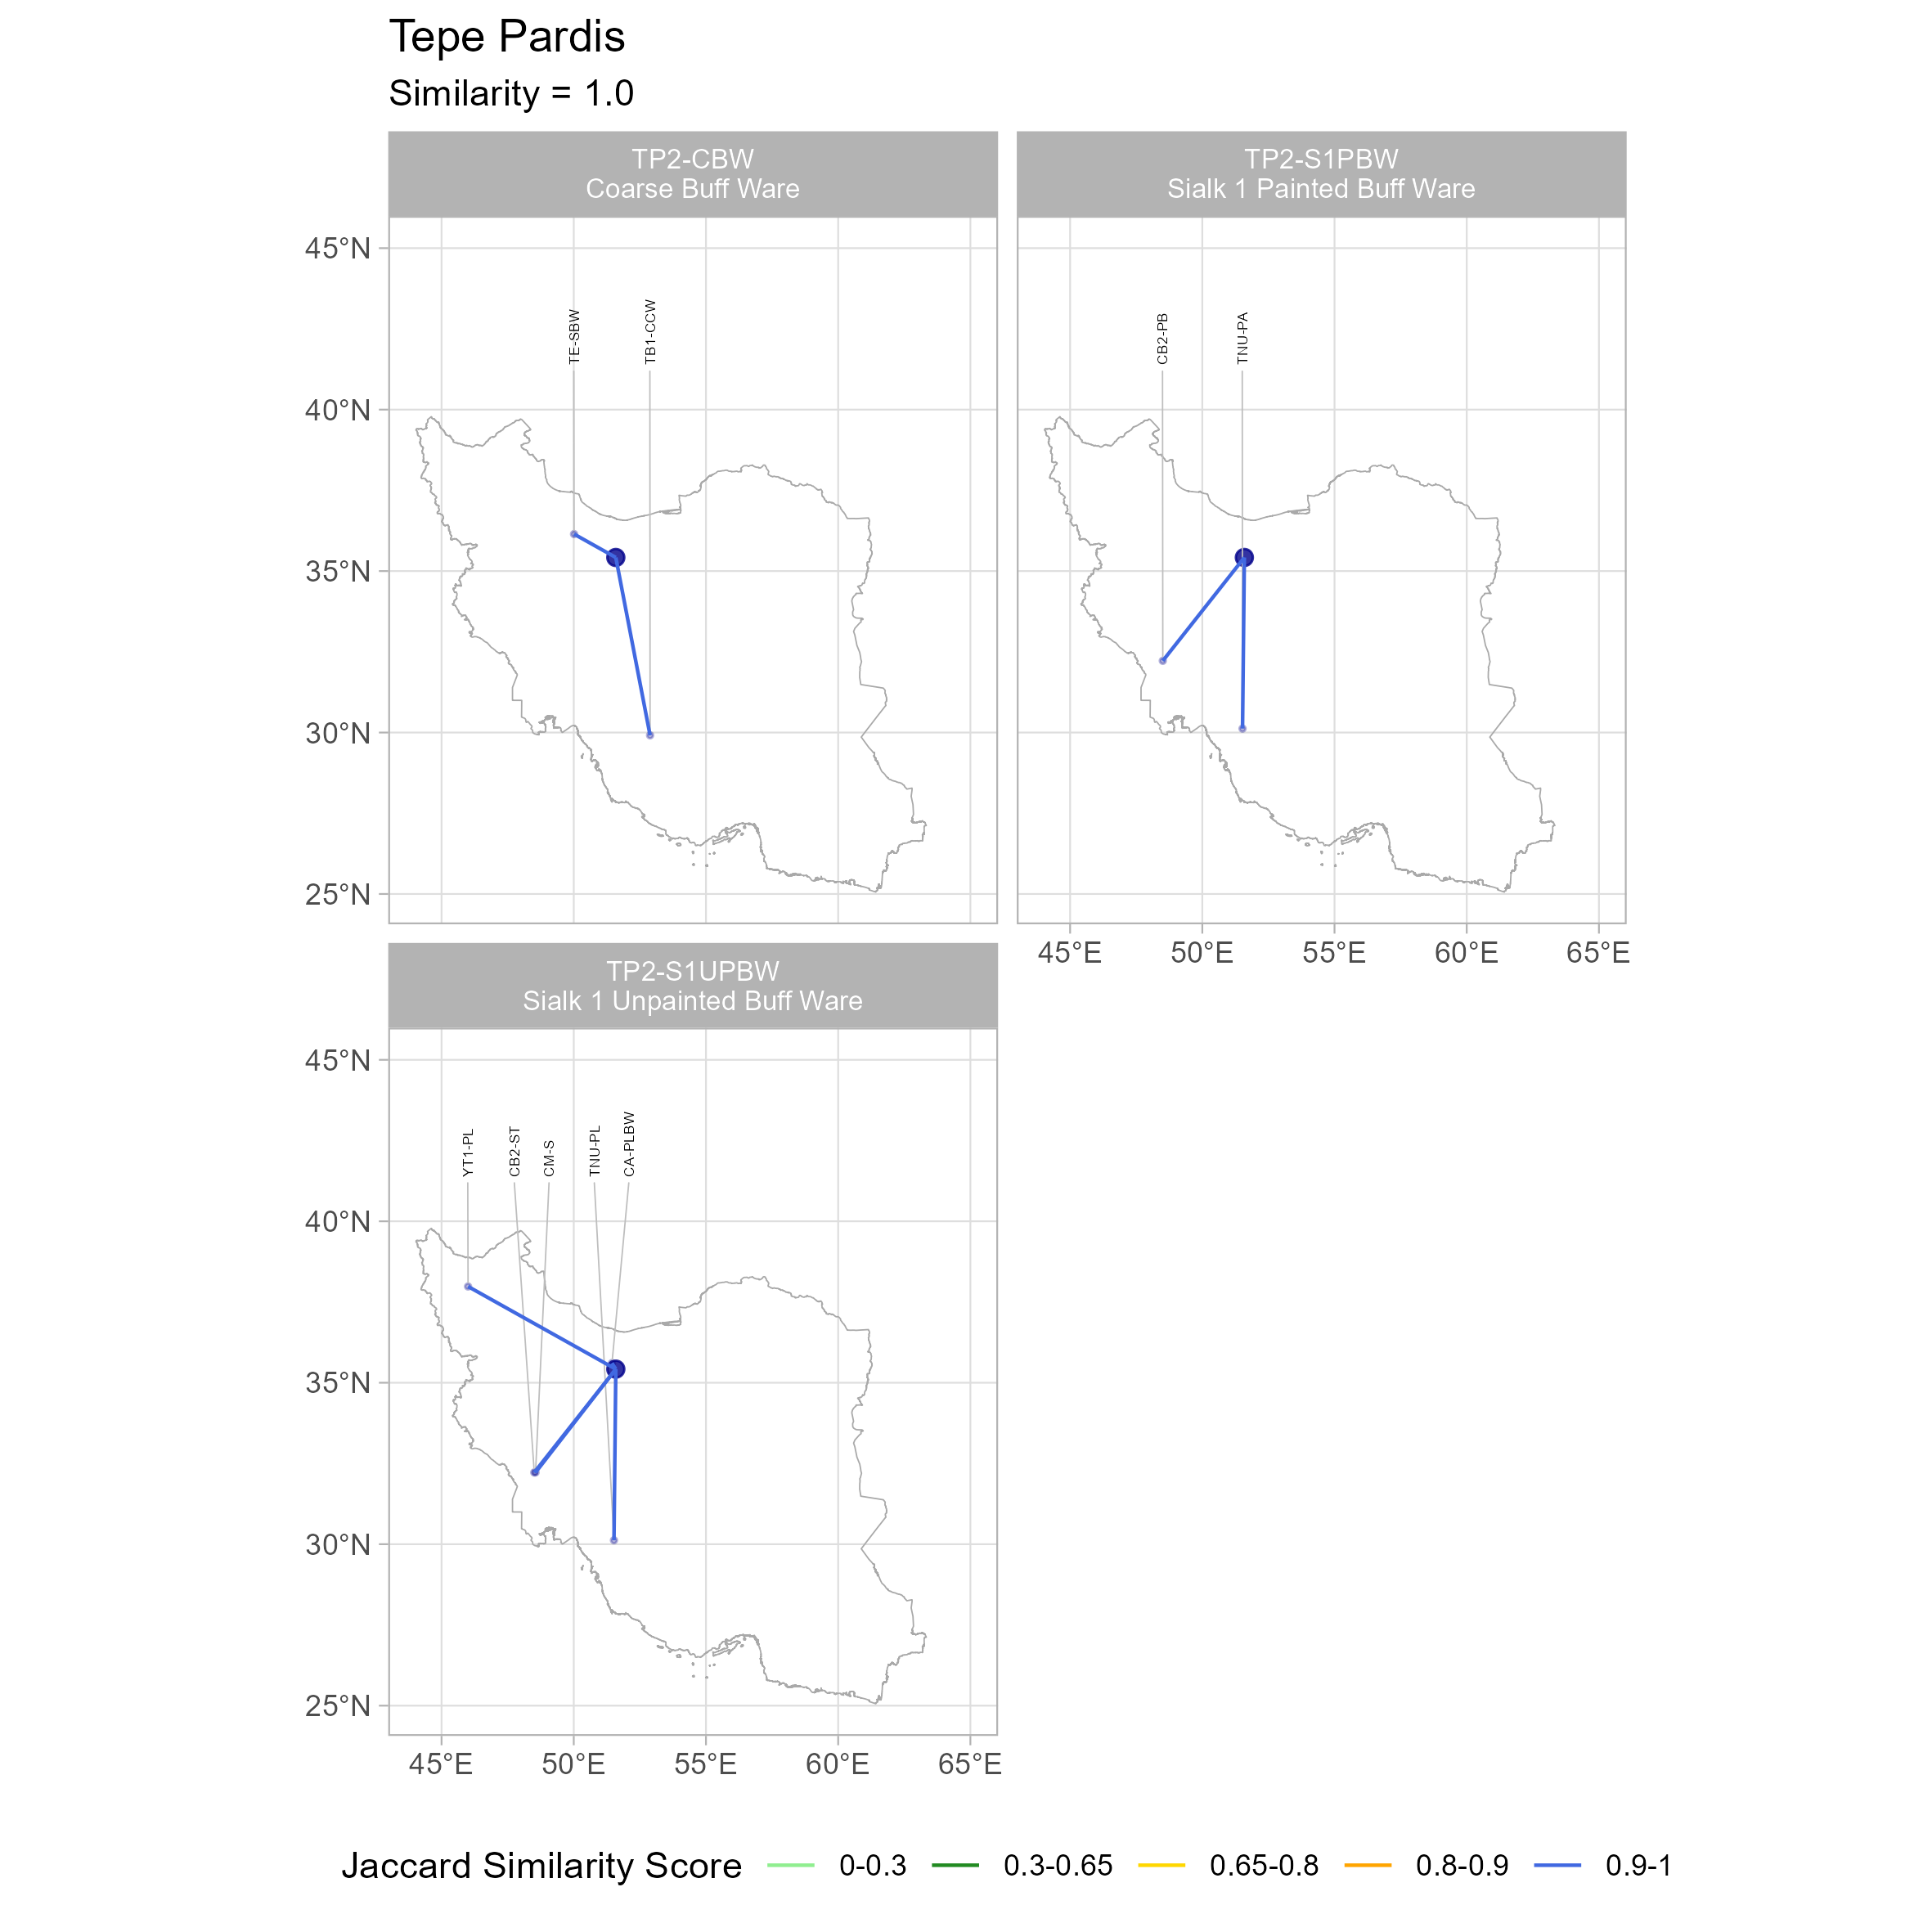 Tepe Pardis
Similarity = 1.0
TP2-CBW
Coarse Buff Ware
TP2-S1PBW
Sialk 1 Painted Buff Ware
45°N
40°N
35°N
30°N
25°N
TE-SBW
TB1-CCW
CB2-PB
TNU-PA
45°E 50°E 55°E 60°E 65°E
TP2-S1UPBW
Sialk 1 Unpainted Buff Ware
45°N
40°N
35°N
30°N
25°N
YT1-PL
CB2-ST
CM-S
TNU-PL
CA-PLBW
45°E 50°E 55°E 60°E 65°E
Jaccard Similarity Score 0-0.3 0.3-0.65 0.65-0.8 0.8-0.9 0.9-1